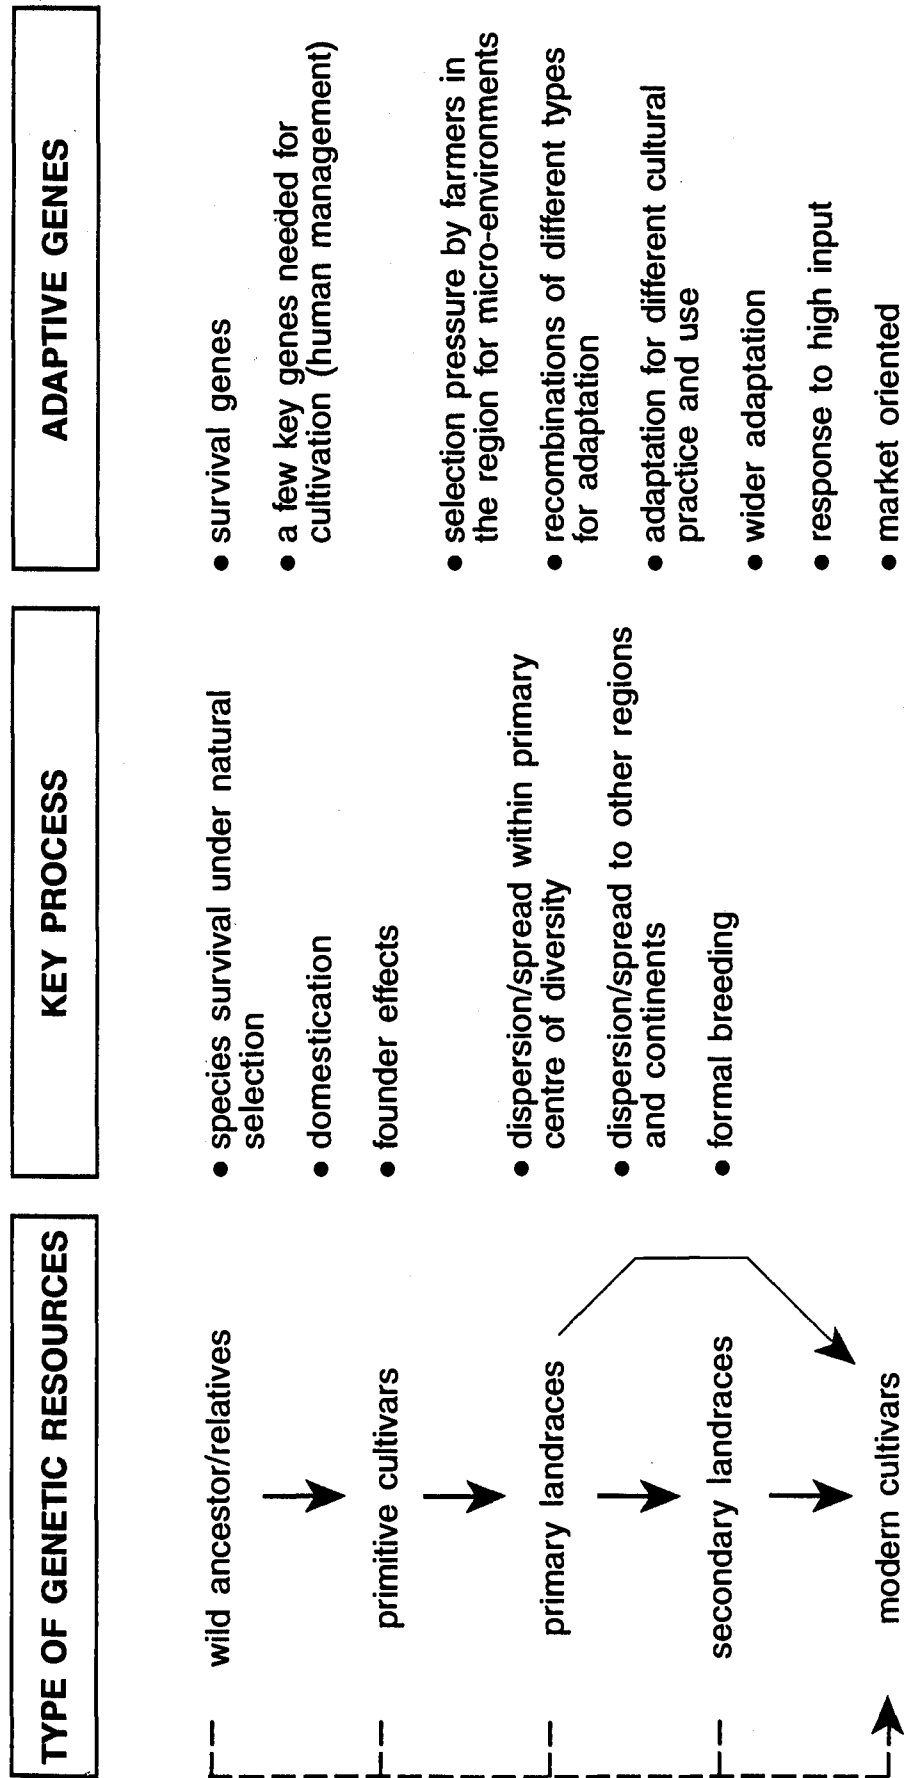 TYPE OF GENETIC RESOURCES
wild ancestor/relatives
primitive cultivars
primary landraces
secondary landraces
modern cultivars
KEY PROCESS
• species survival under natural
selection
• domestication
• founder effects
• dispersion/spread within primary
centre of diversity
• dispersion/spread to other regions
and continents
• formal breeding
ADAPTIVE GENES
• survival genes
• a few key genes needed for
cultivation (human management)
• selection pressure by farmers in
the region for micro-environments
• recombinations of different types
for adaptation
• adaptation for different cultural
practice and use
• wider adaptation
• response to high input
• market oriented